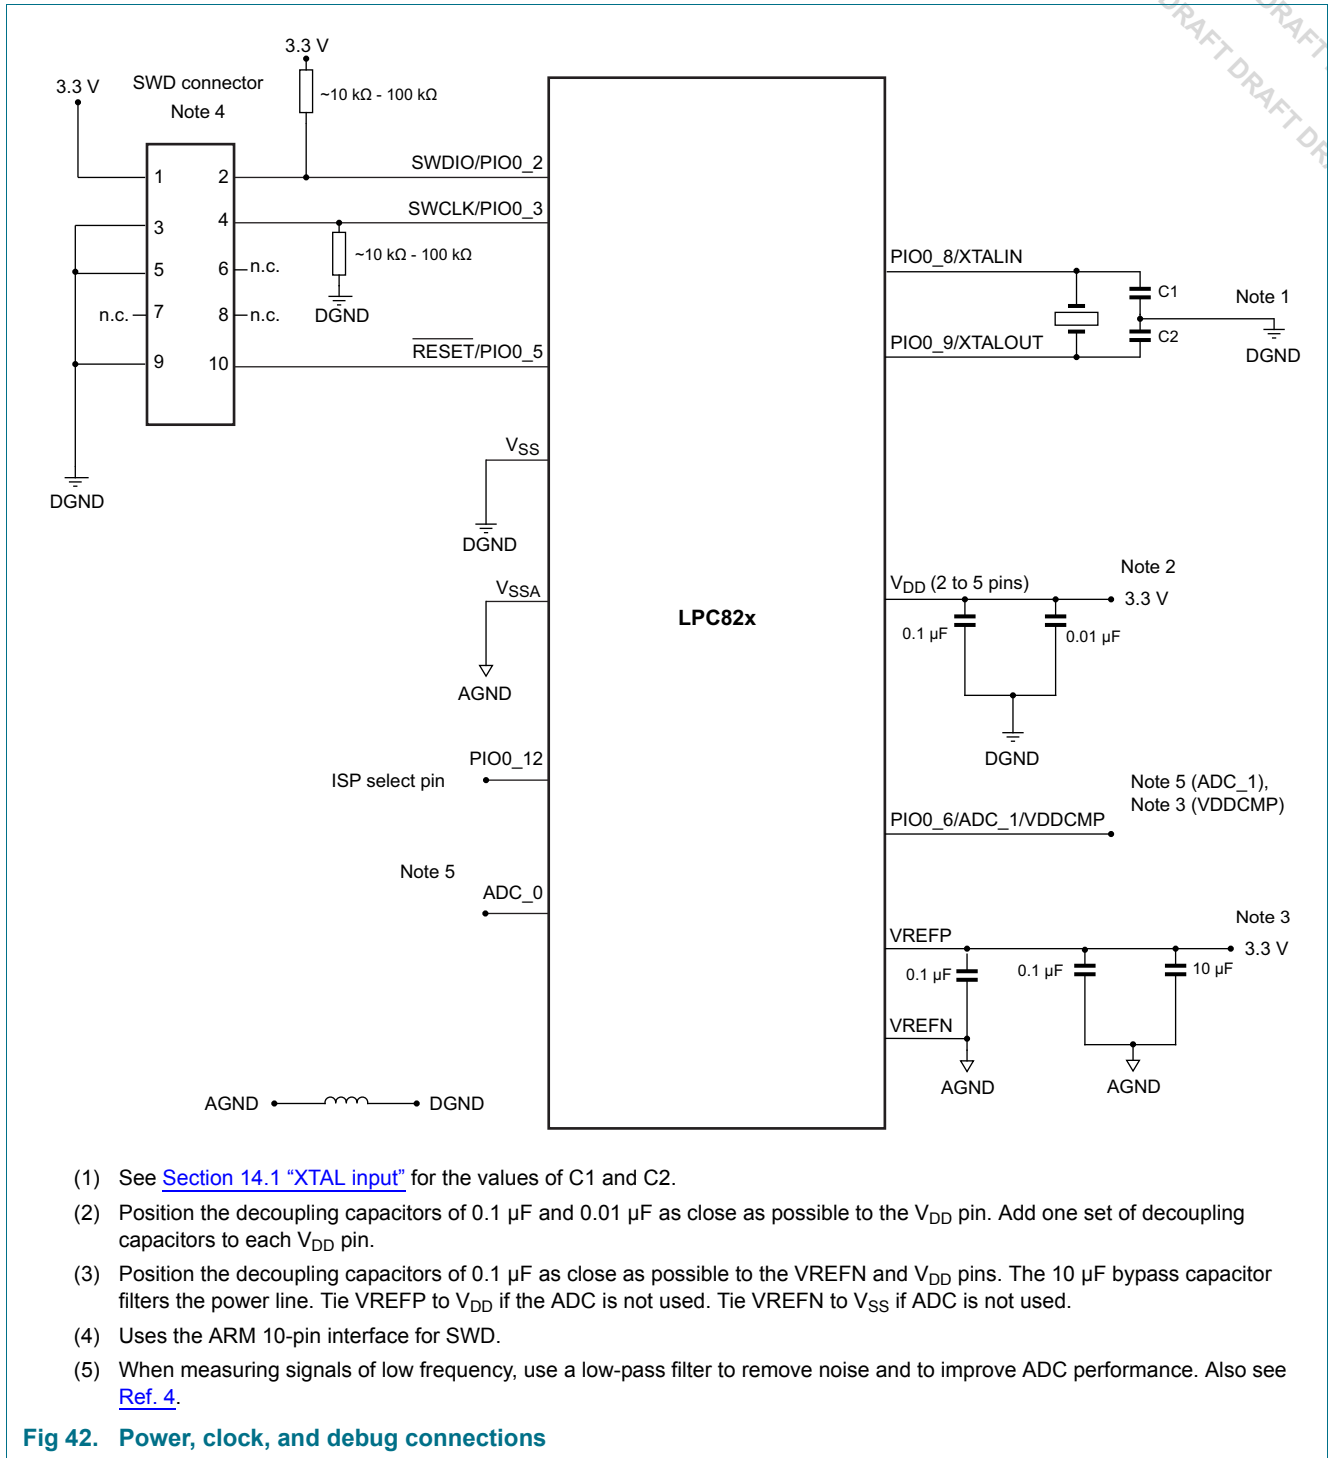 DRAFT DRAFT DRAFT
DRAFT DRAFT
3.3 V
3.3 V
SWD connector
Note 4
~10 kΩ - 100 kΩ
1 2
SWDIO/PIO0_2
3 4
SWCLK/PIO0_3
~10 kΩ - 100 kΩ
5 6 n.c.
n.c. 7 8 n.c.
DGND
9 10
RESET/PIO0_5
DGND
VSS
DGND
VSSA
AGND
PIO0_12
ISP select pin
Note 5
ADC_0
AGND DGND
LPC82x
PIO0_8/XTALIN
C1
Note 1
PIO0_9/XTALOUT
C2
DGND
Note 2
VDD (2 to 5 pins)
3.3 V
0.1 µF
0.01 µF
DGND
Note 5 (ADC_1),
Note 3 (VDDCMP)
PIO0_6/ADC_1/VDDCMP
Note 3
VREFP
3.3 V
0.1 µF
0.1 µF
10 µF
VREFN
AGND
AGND
(1) See Section 14.1 “XTAL input” for the values of C1 and C2.
(2) Position the decoupling capacitors of 0.1 µF and 0.01 µF as close as possible to the VDD pin. Add one set of decoupling
capacitors to each VDD pin.
(3) Position the decoupling capacitors of 0.1 µF as close as possible to the VREFN and VDD pins. The 10 µF bypass capacitor
filters the power line. Tie VREFP to VDD if the ADC is not used. Tie VREFN to VSS if ADC is not used.
(4) Uses the ARM 10-pin interface for SWD.
(5) When measuring signals of low frequency, use a low-pass filter to remove noise and to improve ADC performance. Also see
Ref. 4.
Fig 42. Power, clock, and debug connections